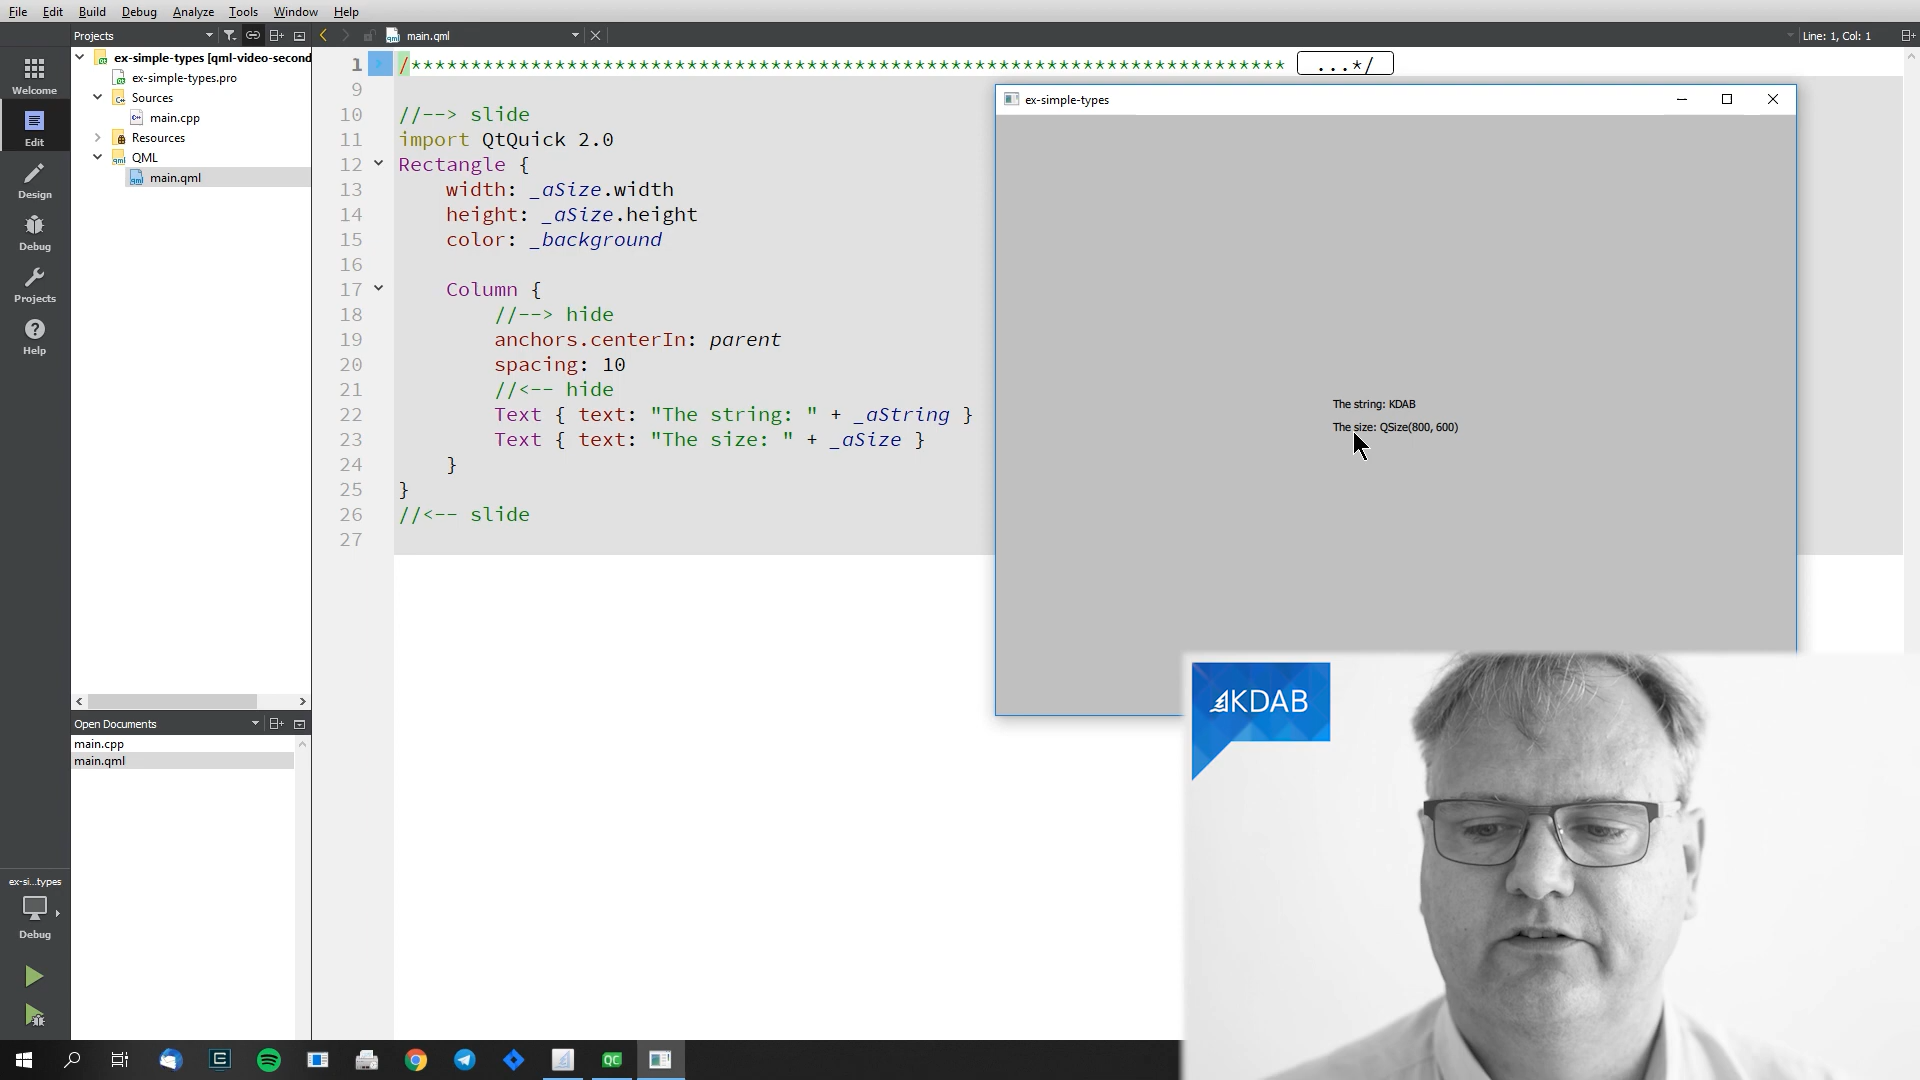 File Edit Build Debug Analyze Tools Window Help
Projects
main.qml
Line: 1, Col: 1
Welcome
Edit
Design
Debug
Projects
Help
ex-simple-types [qml-video-second
ex-simple-types.pro
Sources
main.cpp
Resources
QML
main.qml
1 /************************************************************************* ...*/
9
10 //--> slide
11 import QtQuick 2.0
12 Rectangle {
13 width: _aSize.width
14 height: _aSize.height
15 color: _background
16
17 Column {
18 //--> hide
19 anchors.centerIn: parent
20 spacing: 10
21 //<-- hide
22 Text { text: "The string: " + _aString }
23 Text { text: "The size: " + _aSize }
24 }
25 }
26 //<-- slide
27
ex-simple-types
The string: KDAB
The size: QSize(800, 600)
Open Documents
main.cpp
main.qml
ex-si...types
Debug
KDAB
QC